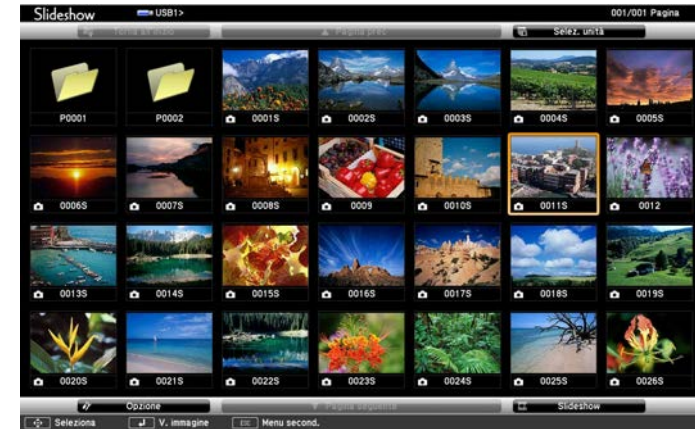 Slideshow USB1> 001/001 Pagina
Torna all'inizio Pagina prec Selez. unità
P0001 P0002 0001S 0002S 0003S 0004S 0005S
0006S 0007S 0008S 0009 0010S 0011S 0012
0013S 0014S 0015S 0016S 0017S 0018S 0019S
0020S 0021S 0022S 0023S 0024S 0025S 0026S
Opzione Pagina seguente Slideshow
Seleziona V. immagine ESC Menu second.